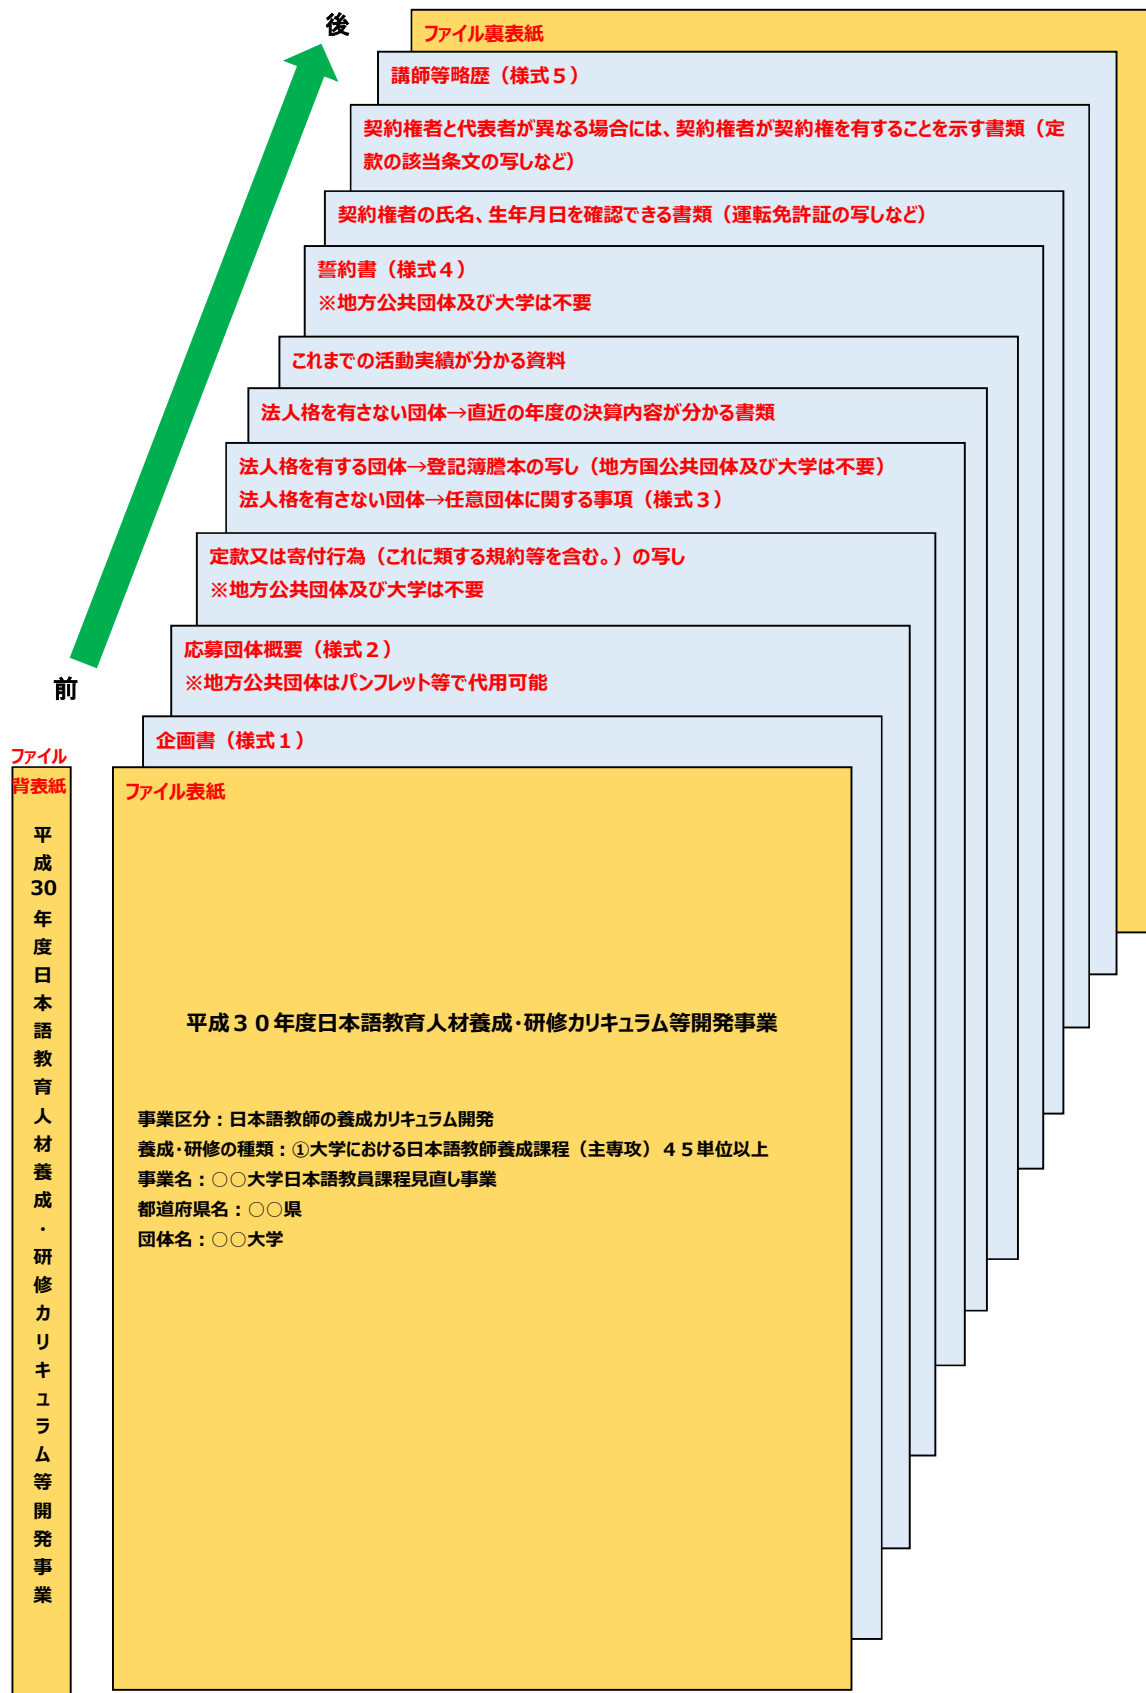 後
ファイル裏表紙
講師等略歴（様式５）
契約権者と代表者が異なる場合には、契約権者が契約権を有することを示す書類（定
款の該当条文の写しなど）
契約権者の氏名、生年月日を確認できる書類（運転免許証の写しなど）
誓約書（様式４）
※地方公共団体及び大学は不要
これまでの活動実績が分かる資料
法人格を有さない団体→直近の年度の決算内容が分かる書類
法人格を有する団体→登記簿謄本の写し（地方国公共団体及び大学は不要）
法人格を有さない団体→任意団体に関する事項（様式３）
定款又は寄付行為（これに類する規約等を含む。）の写し
※地方公共団体及び大学は不要
応募団体概要（様式２）
※地方公共団体はパンフレット等で代用可能
前
企画書（様式１）
ファイル
背表紙
平成30年度日本語教育人材養成・研修カリキュラム等開発事業
ファイル表紙
平成３０年度日本語教育人材養成・研修カリキュラム等開発事業
事業区分：日本語教師の養成カリキュラム開発
養成・研修の種類：①大学における日本語教師養成課程（主専攻）４５単位以上
事業名：○○大学日本語教員課程見直し事業
都道府県名：○○県
団体名：○○大学